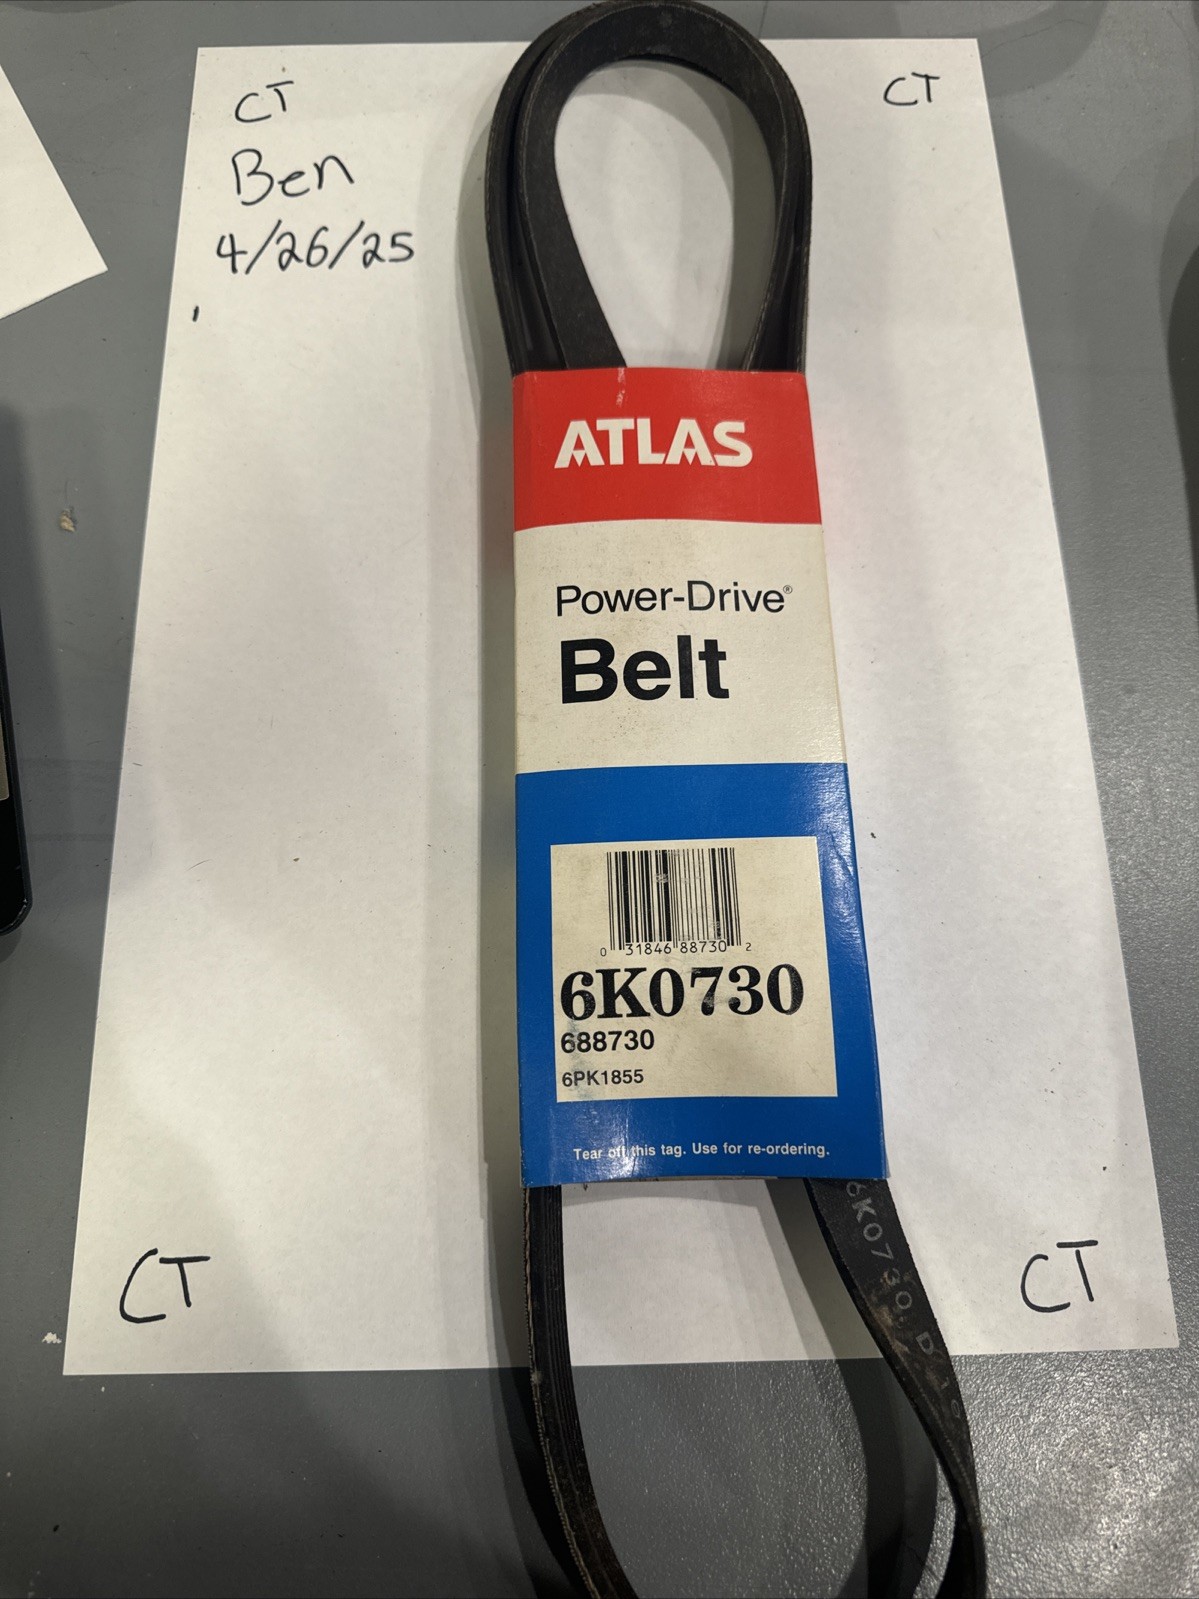 CT
CT
Ben
4/26/25
ATLAS
Power-Drive®
Belt
0 31846 88730 2
6K0730
688730
6PK1855
Tear off this tag. Use for re-ordering.
6K0730 D
CT
CT